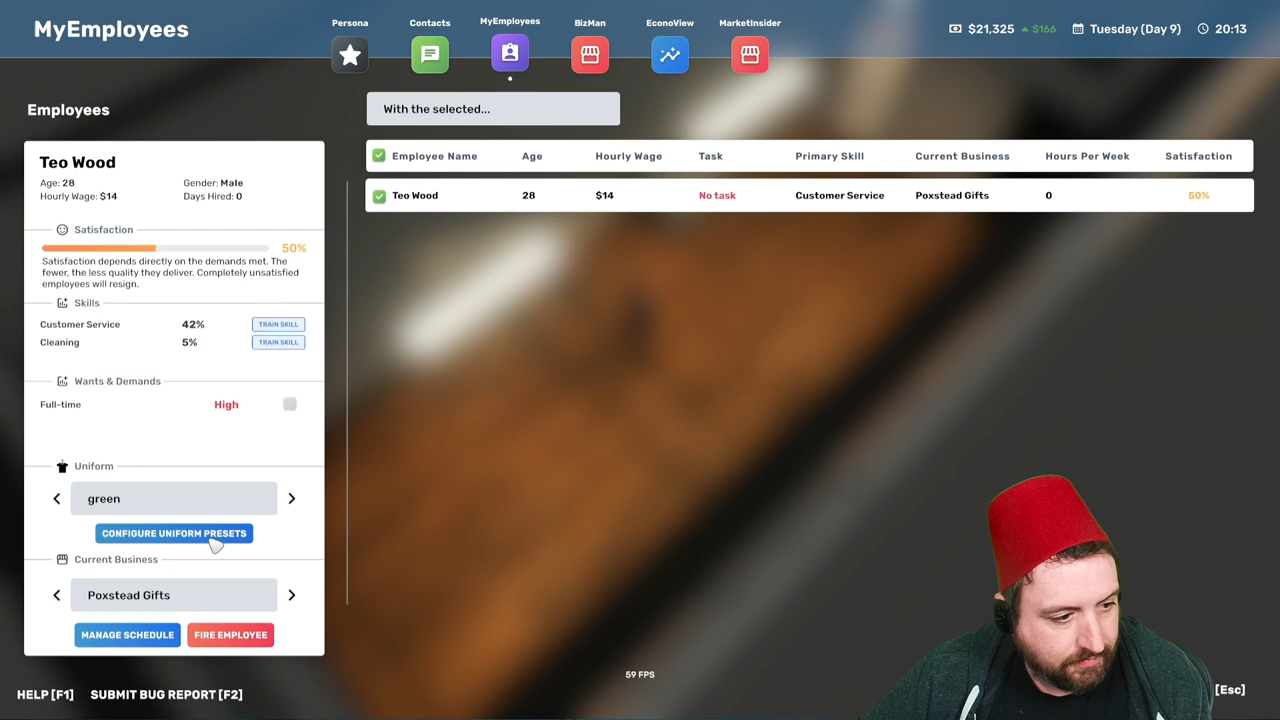 MyEmployees
Persona
Contacts
MyEmployees
BizMan
EconoView
MarketInsider
$21,325 $166
Tuesday (Day 9)
20:13
Employees
With the selected...
Teo Wood
Age: 28
Gender: Male
Hourly Wage: $14
Days Hired: 0
Satisfaction
50%
Satisfaction depends directly on the demands met. The
fewer, the less quality they deliver. Completely unsatisfied
employees will resign.
Skills
Customer Service 42% TRAIN SKILL
Cleaning 5% TRAIN SKILL
Wants & Demands
Full-time High
Uniform
green
CONFIGURE UNIFORM PRESETS
Current Business
Poxstead Gifts
MANAGE SCHEDULE FIRE EMPLOYEE
Employee Name Age Hourly Wage Task Primary Skill Current Business Hours Per Week Satisfaction
Teo Wood 28 $14 No task Customer Service Poxstead Gifts 0 50%
59 FPS
HELP [F1] SUBMIT BUG REPORT [F2]
[Esc]